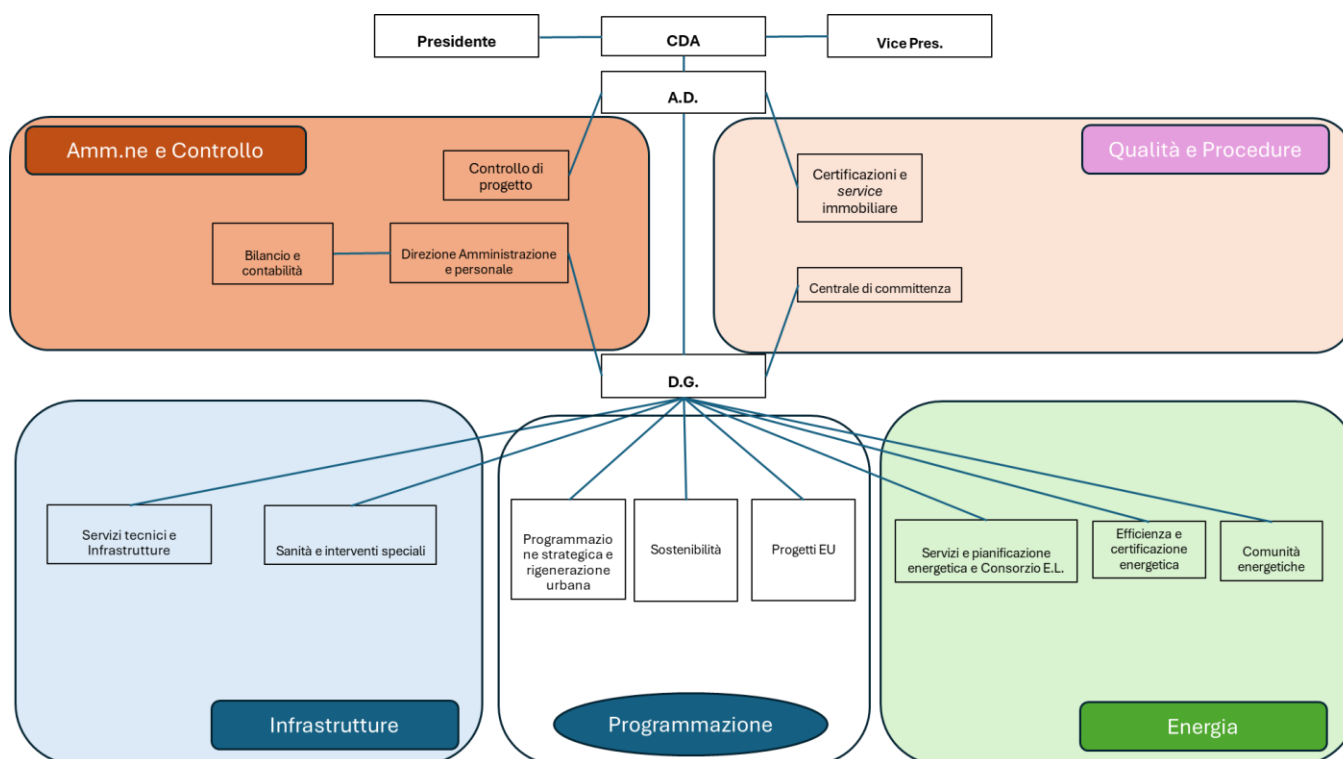 Presidente
CDA
Vice Pres.
A.D.
Amm.ne e Controllo
Qualità e Procedure
Controllo di
progetto
Certificazioni e
service
immobiliare
Bilancio e
contabilità
Direzione Amministrazione
e personale
Centrale di committenza
D.G.
Servizi tecnici e
Infrastrutture
Sanità e interventi speciali
Programmazio
ne strategica e
rigenerazione
urbana
Sostenibilità
Progetti EU
Servizi e pianificazione
energetica e Consorzio E.L.
Efficienza e
certificazione
energetica
Comunità
energetiche
Infrastrutture
Programmazione
Energia